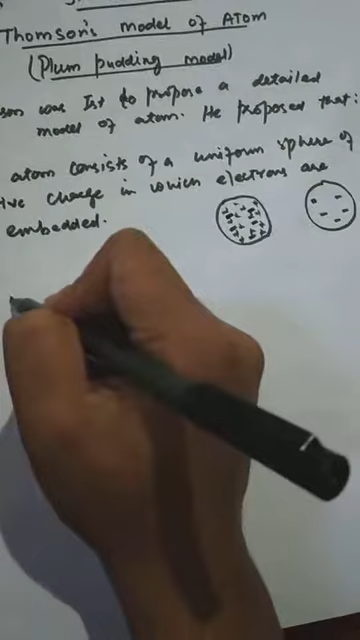 Thomson's model of Atom
(Plum pudding model)
son was Ist to propose a detailed
model of atom. He proposed that:
atom consists of a uniform sphere of
+ve charge in which electrons are
embedded.